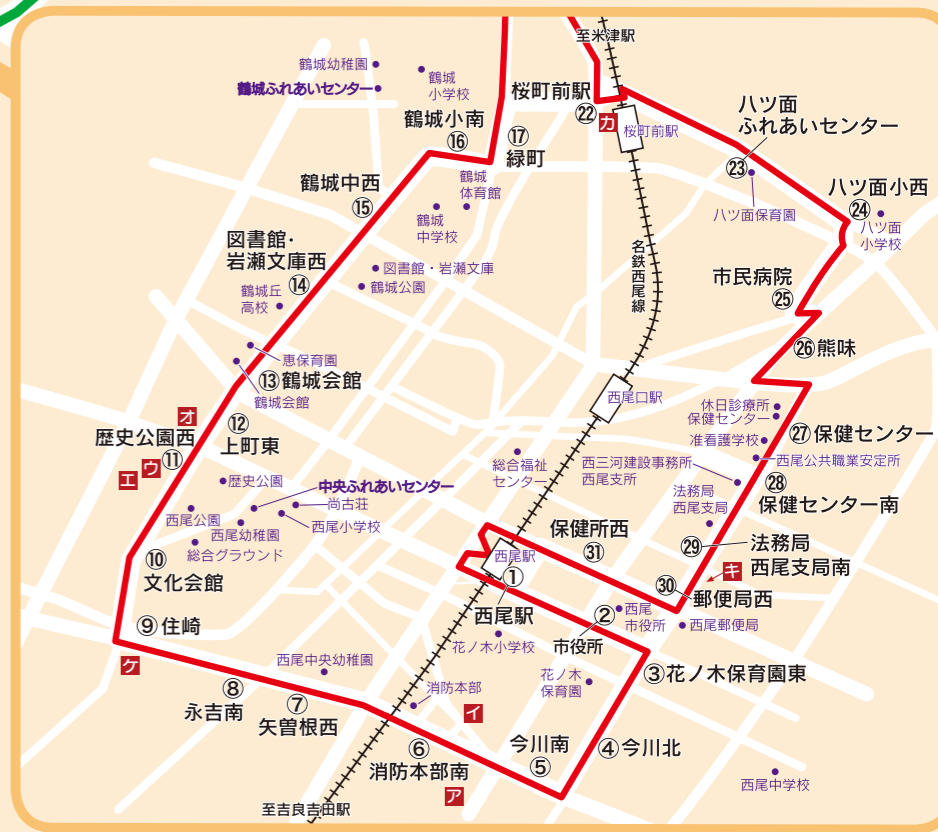 至米津駅
鶴城幼稚園
鶴城ふれあいセンター
鶴城
小学校
桜町前駅
㉒
カ
桜町前駅
八ツ面
ふれあいセンター
㉓
八ツ面保育園
八ツ面小西
㉔
八ツ面
小学校
鶴城小南
⑯
⑰
緑町
鶴城中西
⑮
鶴城
体育館
鶴城
中学校
図書館・
岩瀬文庫西
⑭
図書館・岩瀬文庫
鶴城公園
鶴城丘
高校
名鉄西尾線
市民病院
㉕
㉖熊味
恵保育園
⑬鶴城会館
鶴城会館
西尾口駅
休日診療所
保健センター
准看護学校
㉗保健センター
西尾公共職業安定所
オ
歴史公園西
⑪
ウ
エ
⑫
上町東
総合福祉
センター
西三河建設事務所
西尾支所
㉘
保健センター南
法務局
西尾支局
歴史公園
中央ふれあいセンター
尚古荘
西尾公園
西尾幼稚園
西尾小学校
総合グラウンド
保健所西
㉛
㉙
法務局
西尾支局南
キ
⑩
文化会館
西尾駅
①
西尾駅
㉚
郵便局西
②
市役所
西尾
市役所
西尾郵便局
⑨住崎
花ノ木小学校
ケ
西尾中央幼稚園
花ノ木
保育園
③花ノ木保育園東
⑧
永吉南
⑦
矢曽根西
消防本部
イ
⑥
消防本部南
今川南
⑤
④今川北
ア
西尾中学校
至吉良吉田駅